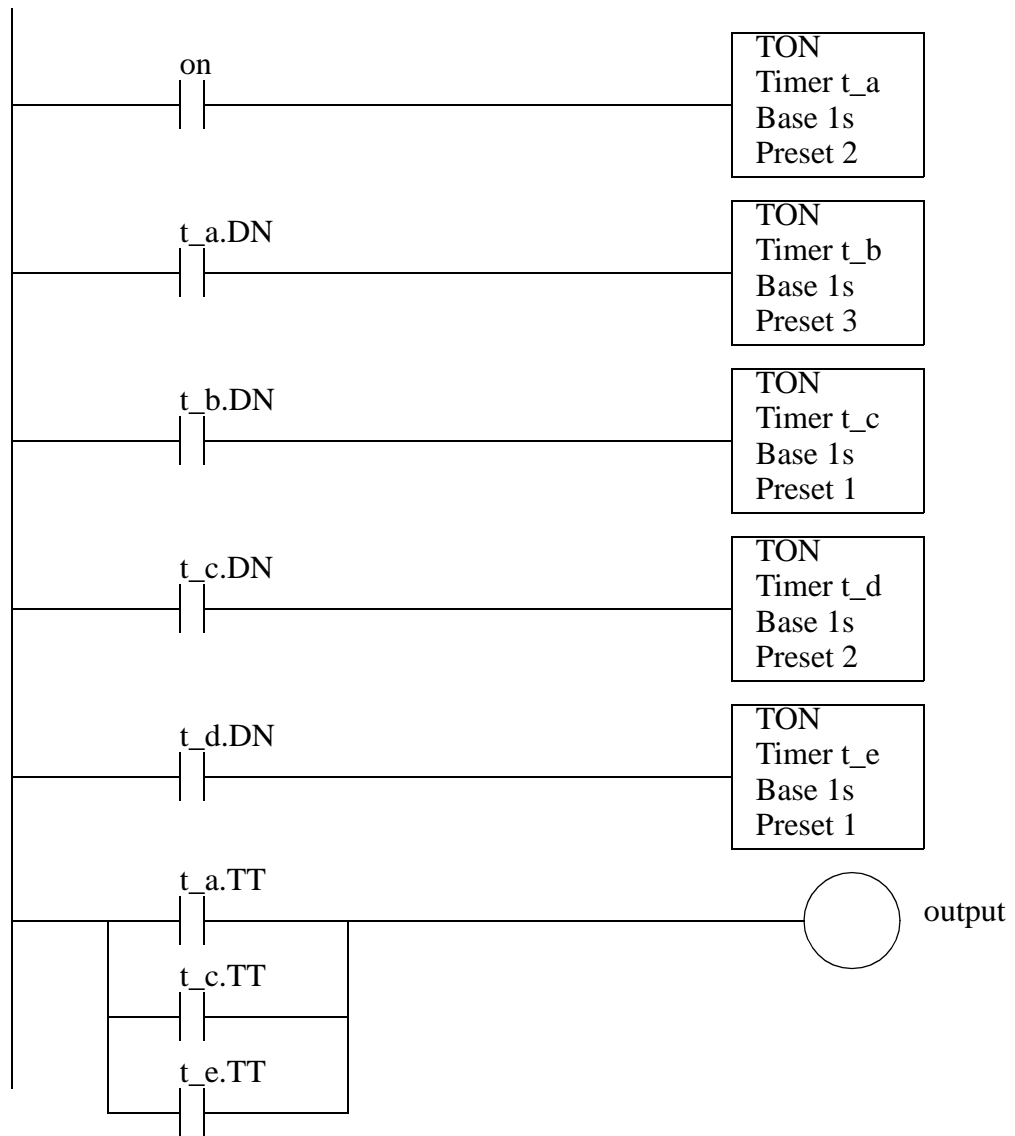 on
TON
Timer t_a
Base 1s
Preset 2
t_a.DN
TON
Timer t_b
Base 1s
Preset 3
t_b.DN
TON
Timer t_c
Base 1s
Preset 1
t_c.DN
TON
Timer t_d
Base 1s
Preset 2
t_d.DN
TON
Timer t_e
Base 1s
Preset 1
t_a.TT
output
t_c.TT
t_e.TT